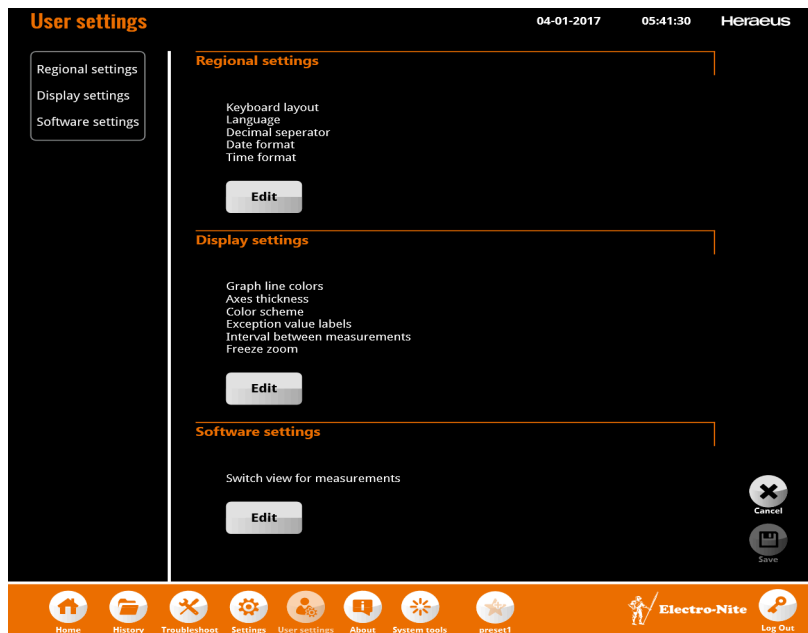 User settings
04-01-2017 05:41:30 Heraeus
Regional settings
Display settings
Software settings
Regional settings
Keyboard layout
Language
Decimal seperator
Date format
Time format
Edit
Display settings
Graph line colors
Axes thickness
Color scheme
Exception value labels
Interval between measurements
Freeze zoom
Edit
Software settings
Switch view for measurements
Edit
Cancel
Save
Home History Troubleshoot Settings User settings About System tools preset1 Electro-Nite Log Out